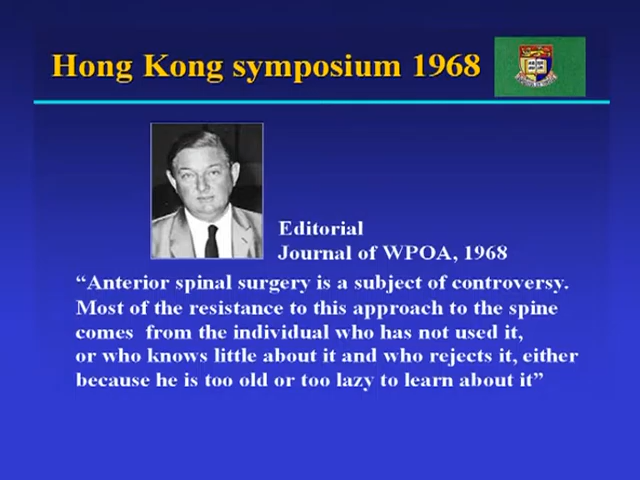 Hong Kong symposium 1968
Editorial
Journal of WPOA, 1968
“Anterior spinal surgery is a subject of controversy.
Most of the resistance to this approach to the spine
comes from the individual who has not used it,
or who knows little about it and who rejects it, either
because he is too old or too lazy to learn about it”